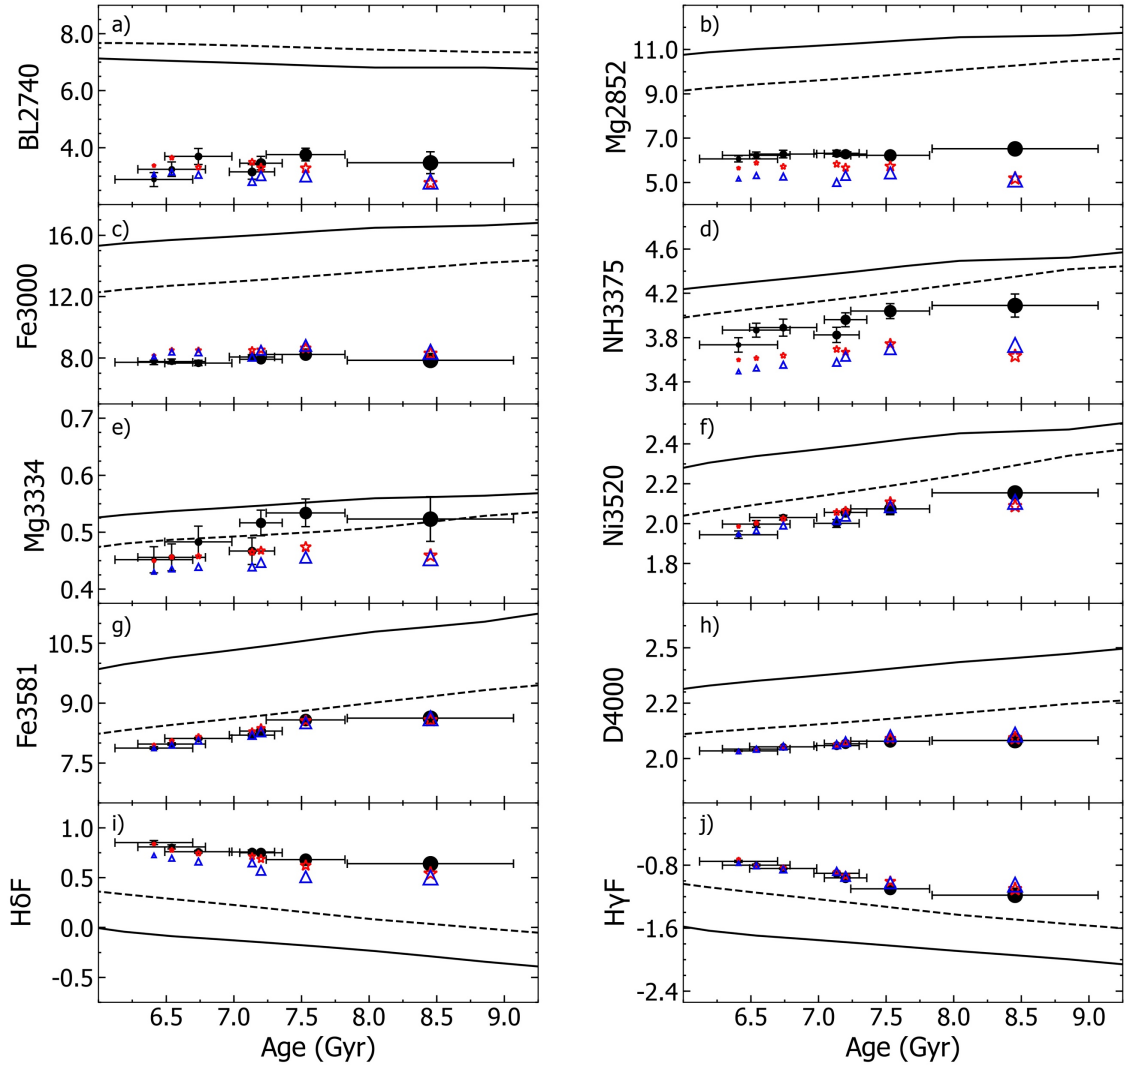 a)
8.0
6.0
4.0
BL2740
b)
11.0
9.0
7.0
5.0
Mg2852
c)
16.0
12.0
8.0
Fe3000
d)
4.6
4.2
3.8
3.4
NH3375
e)
0.7
0.6
0.5
0.4
Mg3334
f)
2.4
2.2
2.0
1.8
Ni3520
g)
10.5
9.0
7.5
Fe3581
h)
2.5
2.2
2.0
D4000
i)
1.0
0.5
0.0
-0.5
HδF
j)
-0.8
-1.6
-2.4
HγF
6.5 7.0 7.5 8.0 8.5 9.0
Age (Gyr)
6.5 7.0 7.5 8.0 8.5 9.0
Age (Gyr)